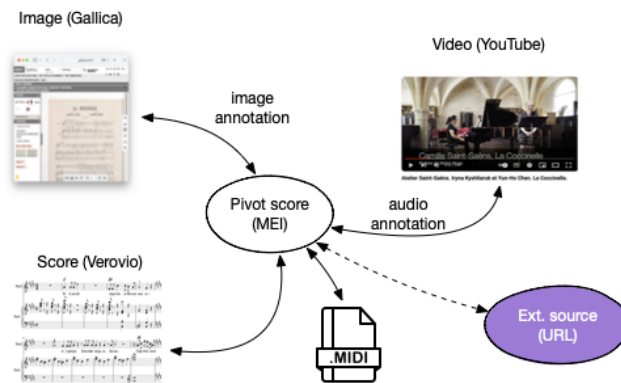 Image (Gallica)
Video (YouTube)
image
annotation
Camille Saint-Saëns, La Coccinelle.
Atelier Saint-Saëns. Iryna Kyshliaruk et Yun-Ho Chen. La Coccinelle.
Pivot score
(MEI)
audio
annotation
Score (Verovio)
.MIDI
Ext. source
(URL)